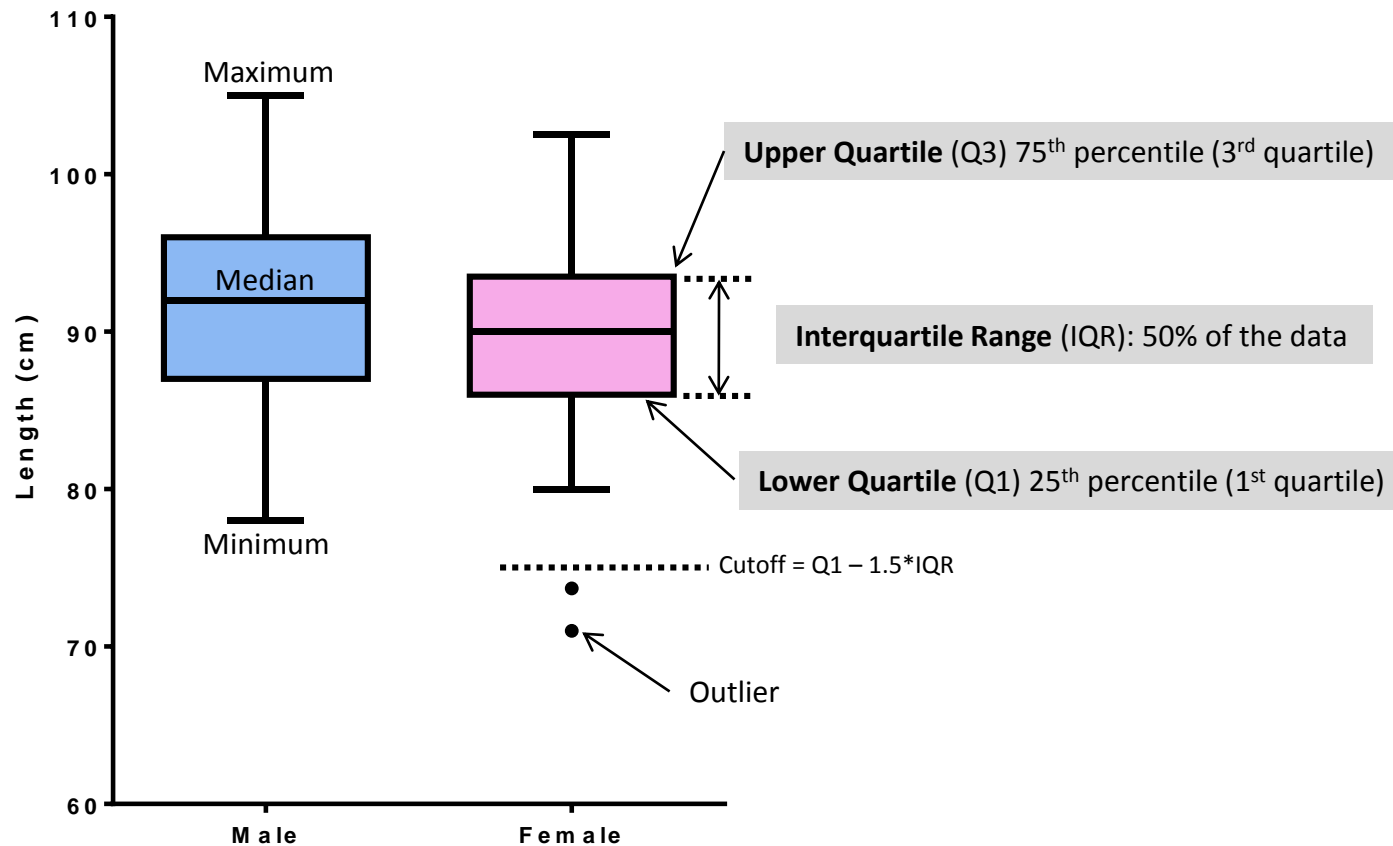 110
Maximum
Upper Quartile (Q3) 75th percentile (3rd quartile)
100
Median
Length (cm)
90
Interquartile Range (IQR): 50% of the data
Lower Quartile (Q1) 25th percentile (1st quartile)
80
Minimum
Cutoff = Q1 – 1.5*IQR
70
Outlier
60
Male
Female